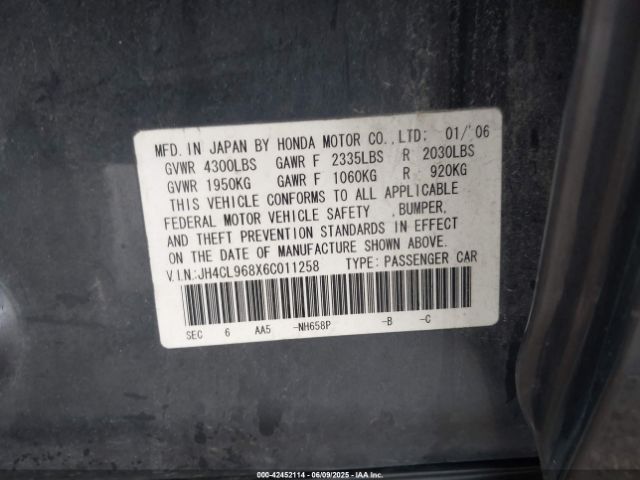 MFD. IN JAPAN BY HONDA MOTOR CO.,LTD: 01/'06
GVWR 4300LBS GAWR F 2335LBS R 2030LBS
GVWR 1950KG GAWR F 1060KG R 920KG
THIS VEHICLE CONFORMS TO ALL APPLICABLE
FEDERAL MOTOR VEHICLE SAFETY ,BUMPER,
AND THEFT PREVENTION STANDARDS IN EFFECT
ON THE DATE OF MANUFACTURE SHOWN ABOVE.
V.I.N:JH4CL968X6C011258 TYPE: PASSENGER CAR
SEC 6 AA5 -NH658P -B -C
000-42452114 - 06/09/2025 - IAAI.COM